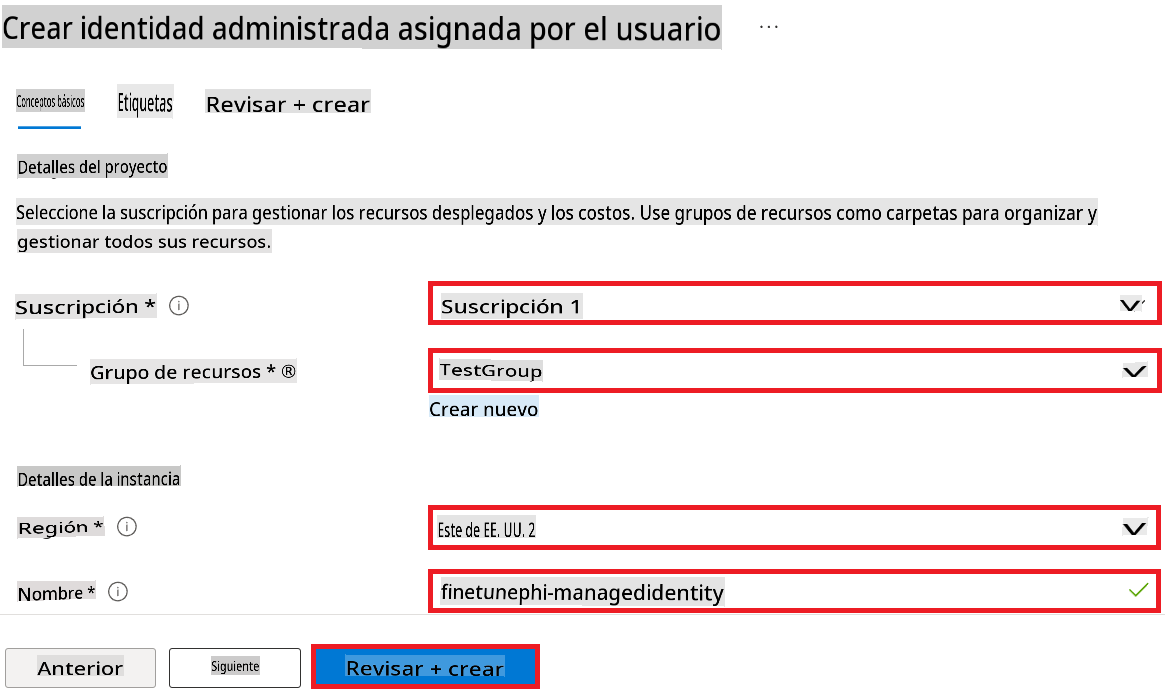 Crear identidad administrada asignada por el usuario ...
Conceptos básicos Etiquetas Revisar + crear
Detalles del proyecto
Seleccione la suscripción para gestionar los recursos desplegados y los costos. Use grupos de recursos como carpetas para organizar y
gestionar todos sus recursos.
Suscripción * Suscripción 1
Grupo de recursos * ® TestGroup
Crear nuevo
Detalles de la instancia
Región * Este de EE. UU. 2
Nombre * finetunephi-managedidentity
Anterior Siguiente Revisar + crear